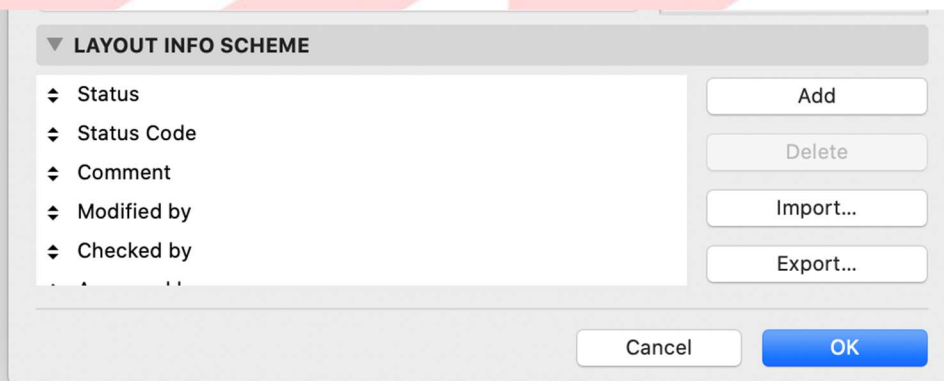 LAYOUT INFO SCHEME
Status
Status Code
Comment
Modified by
Checked by
Add
Delete
Import...
Export...
Cancel
OK